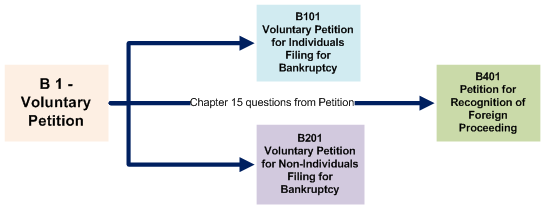 B101
Voluntary Petition
for Individuals
Filing for
Bankruptcy
B 1 -
Voluntary
Petition
Chapter 15 questions from Petition
B401
Petition for
Recognition of
Foreign
Proceeding
B201
Voluntary Petition
for Non-Individuals
Filing for
Bankruptcy